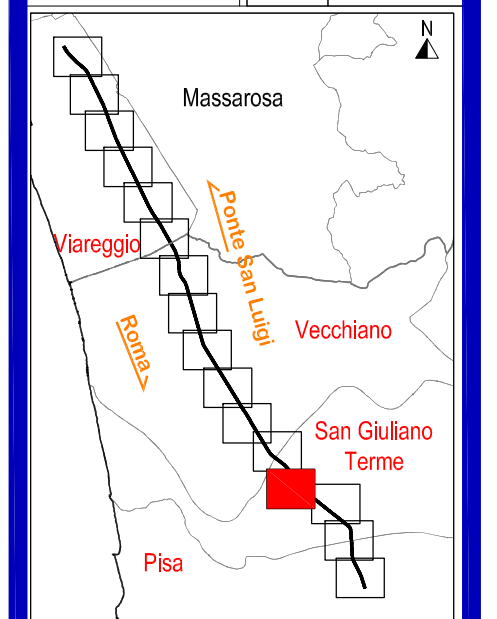 N
Massarosa
Ponte San Luigi
Viareggio
Roma
Vecchiano
San Giuliano
Terme
Pisa